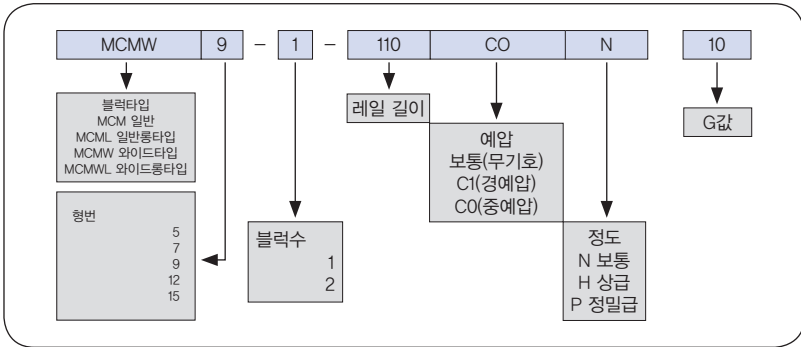 MCMW 9 - 1 - 110 CO N 10
블럭타입
MCM 일반
MCML 일반롱타입
MCMW 와이드타입
MCMWL 와이드롱타입
레일 길이
예압
보통(무기호)
C1(경예압)
C0(중예압)
G값
형번
5
7
9
12
15
블럭수
1
2
정도
N 보통
H 상급
P 정밀급